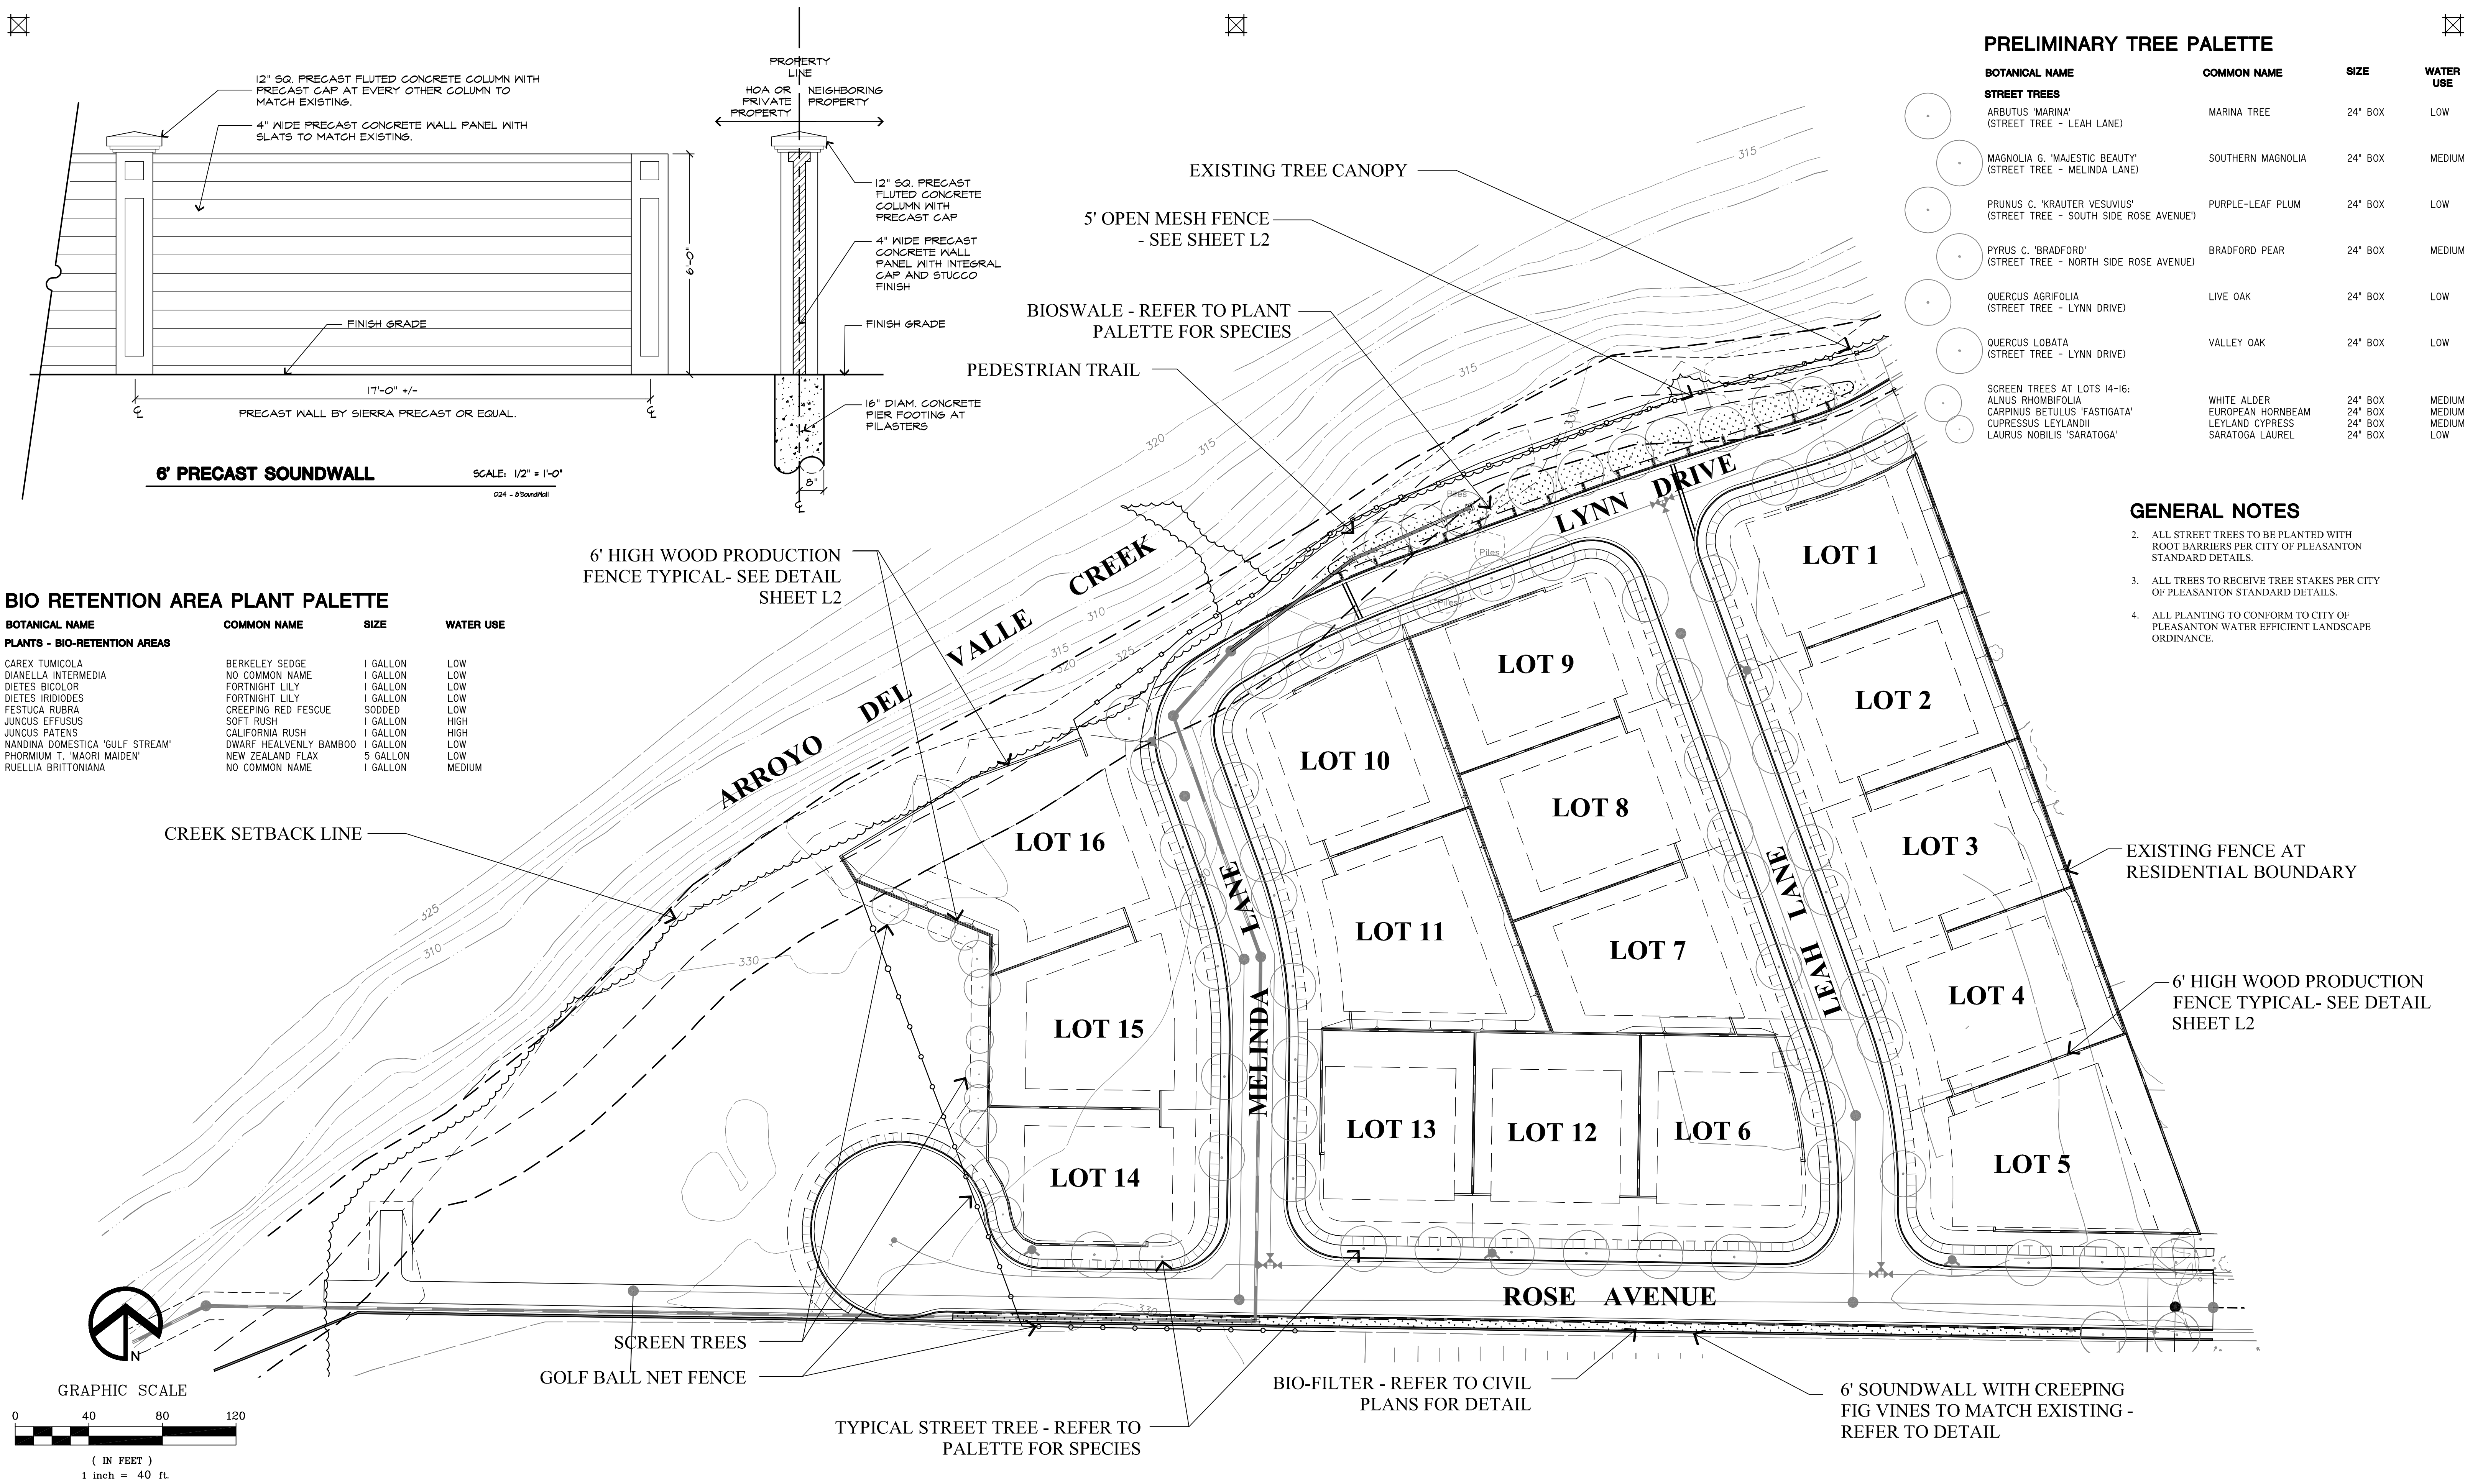 12" SQ. PRECAST FLUTED CONCRETE COLUMN WITH
PRECAST CAP AT EVERY OTHER COLUMN TO
MATCH EXISTING.
4" WIDE PRECAST CONCRETE WALL PANEL WITH
SLATS TO MATCH EXISTING.
FINISH GRADE
6'-0"
17'-0" +/-
PRECAST WALL BY SIERRA PRECAST OR EQUAL.
6' PRECAST SOUNDWALL
SCALE: 1/2" = 1'-0"
024 - 8'SoundWall
PROPERTY
LINE
HOA OR
PRIVATE
PROPERTY
NEIGHBORING
PROPERTY
12" SQ. PRECAST
FLUTED CONCRETE
COLUMN WITH
PRECAST CAP
4" WIDE PRECAST
CONCRETE WALL
PANEL WITH INTEGRAL
CAP AND STUCCO
FINISH
FINISH GRADE
16" DIAM. CONCRETE
PIER FOOTING AT
PILASTERS
8"
PRELIMINARY TREE PALETTE
BOTANICAL NAME COMMON NAME SIZE WATER
USE
STREET TREES
ARBUTUS 'MARINA' MARINA TREE 24" BOX LOW
(STREET TREE - LEAH LANE)
MAGNOLIA G. 'MAJESTIC BEAUTY' SOUTHERN MAGNOLIA 24" BOX MEDIUM
(STREET TREE - MELINDA LANE)
PRUNUS C. 'KRAUTER VESUVIUS' PURPLE-LEAF PLUM 24" BOX LOW
(STREET TREE - SOUTH SIDE ROSE AVENUE')
PYRUS C. 'BRADFORD' BRADFORD PEAR 24" BOX MEDIUM
(STREET TREE - NORTH SIDE ROSE AVENUE)
QUERCUS AGRIFOLIA LIVE OAK 24" BOX LOW
(STREET TREE - LYNN DRIVE)
QUERCUS LOBATA VALLEY OAK 24" BOX LOW
(STREET TREE - LYNN DRIVE)
SCREEN TREES AT LOTS 14-16:
ALNUS RHOMBIFOLIA WHITE ALDER 24" BOX MEDIUM
CARPINUS BETULUS 'FASTIGATA' EUROPEAN HORNBEAM 24" BOX MEDIUM
CUPRESSUS LEYLANDII LEYLAND CYPRESS 24" BOX MEDIUM
LAURUS NOBILIS 'SARATOGA' SARATOGA LAUREL 24" BOX LOW
GENERAL NOTES
2. ALL STREET TREES TO BE PLANTED WITH
ROOT BARRIERS PER CITY OF PLEASANTON
STANDARD DETAILS.
3. ALL TREES TO RECEIVE TREE STAKES PER CITY
OF PLEASANTON STANDARD DETAILS.
4. ALL PLANTING TO CONFORM TO CITY OF
PLEASANTON WATER EFFICIENT LANDSCAPE
ORDINANCE.
BIO RETENTION AREA PLANT PALETTE
BOTANICAL NAME COMMON NAME SIZE WATER USE
PLANTS - BIO-RETENTION AREAS
CAREX TUMICOLA BERKELEY SEDGE 1 GALLON LOW
DIANELLA INTERMEDIA NO COMMON NAME 1 GALLON LOW
DIETES BICOLOR FORTNIGHT LILY 1 GALLON LOW
DIETES IRIDIODES FORTNIGHT LILY 1 GALLON LOW
FESTUCA RUBRA CREEPING RED FESCUE SODDED LOW
JUNCUS EFFUSUS SOFT RUSH 1 GALLON HIGH
JUNCUS PATENS CALIFORNIA RUSH 1 GALLON HIGH
NANDINA DOMESTICA 'GULF STREAM' DWARF HEALVENLY BAMBOO 1 GALLON LOW
PHORMIUM T. 'MAORI MAIDEN' NEW ZEALAND FLAX 5 GALLON LOW
RUELLIA BRITTONIANA NO COMMON NAME 1 GALLON MEDIUM
EXISTING TREE CANOPY
5' OPEN MESH FENCE
- SEE SHEET L2
BIOSWALE - REFER TO PLANT
PALETTE FOR SPECIES
PEDESTRIAN TRAIL
6' HIGH WOOD PRODUCTION
FENCE TYPICAL- SEE DETAIL
SHEET L2
CREEK SETBACK LINE
ARROYO DEL VALLE CREEK
315
315
320
315
310
315
320
325
330
325
310
330
330
330
Piles
Piles
Piles
LYNN DRIVE
LOT 1
LOT 9
LOT 2
LOT 10
LOT 8
LOT 16
LOT 3
LOT 11
LOT 7
LOT 4
LOT 15
LOT 13
LOT 12
LOT 6
LOT 5
LOT 14
MELINDA LANE
LEAH LANE
ROSE AVENUE
EXISTING FENCE AT
RESIDENTIAL BOUNDARY
6' HIGH WOOD PRODUCTION
FENCE TYPICAL- SEE DETAIL
SHEET L2
SCREEN TREES
GOLF BALL NET FENCE
TYPICAL STREET TREE - REFER TO
PALETTE FOR SPECIES
BIO-FILTER - REFER TO CIVIL
PLANS FOR DETAIL
6' SOUNDWALL WITH CREEPING
FIG VINES TO MATCH EXISTING -
REFER TO DETAIL
N
GRAPHIC SCALE
0 40 80 120
( IN FEET )
1 inch = 40 ft.